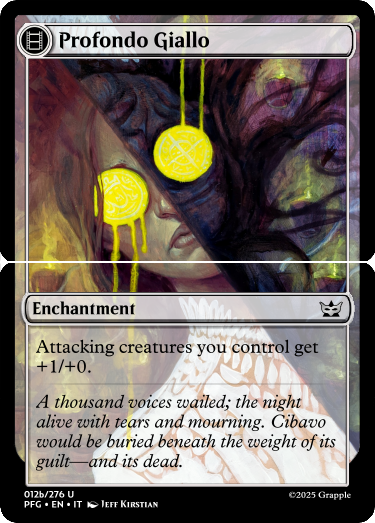 Profondo Giallo
Enchantment
Attacking creatures you control get
+1/+0.
A thousand voices wailed; the night
alive with tears and mourning. Cibavo
would be buried beneath the weight of its
guilt—and its dead.
012b/276 U
PFG • EN • IT Jeff Kirstian
©2025 Grapple